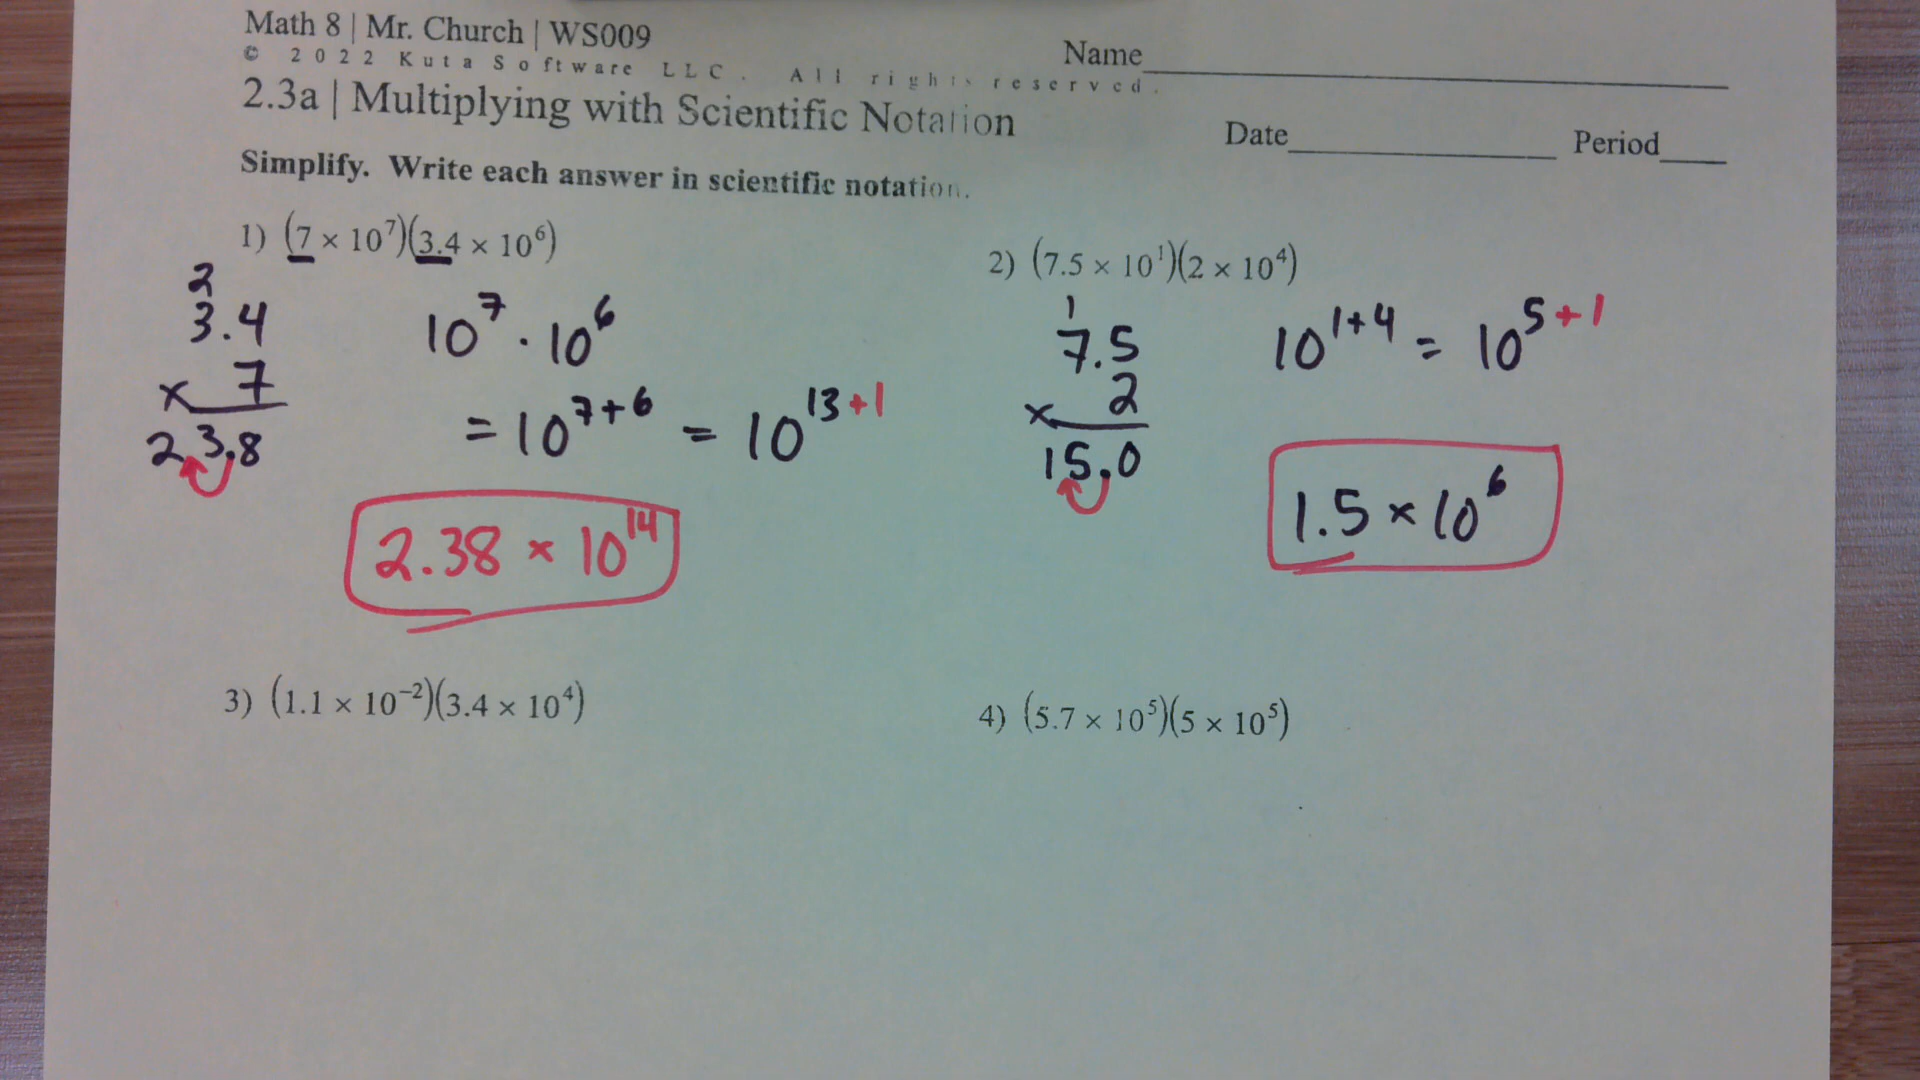 Math 8 | Mr. Church | WS009
© 2022 Kuta Software LLC. All rights reserved.
Name
2.3a | Multiplying with Scientific Notation
Date Period
Simplify. Write each answer in scientific notation.
1) (7 × 10⁷)(3.4 × 10⁶)
2
3.4
× 7
23.8
10⁷ · 10⁶
= 10⁷⁺⁶ = 10¹³⁺¹
2.38 × 10¹⁴
2) (7.5 × 10¹)(2 × 10⁴)
1
7.5
× 2
15.0
10¹⁺⁴ = 10⁵⁺¹
1.5 × 10⁶
3) (1.1 × 10⁻²)(3.4 × 10⁴)
4) (5.7 × 10⁵)(5 × 10⁵)